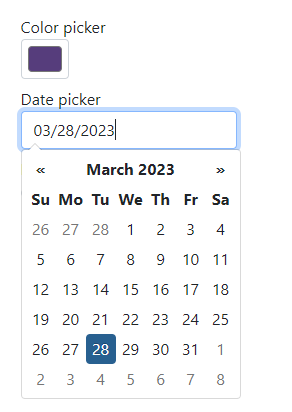 Color picker
Date picker
03/28/2023
« March 2023 »
Su Mo Tu We Th Fr Sa
26 27 28 1 2 3 4
5 6 7 8 9 10 11
12 13 14 15 16 17 18
19 20 21 22 23 24 25
26 27 28 29 30 31 1
2 3 4 5 6 7 8